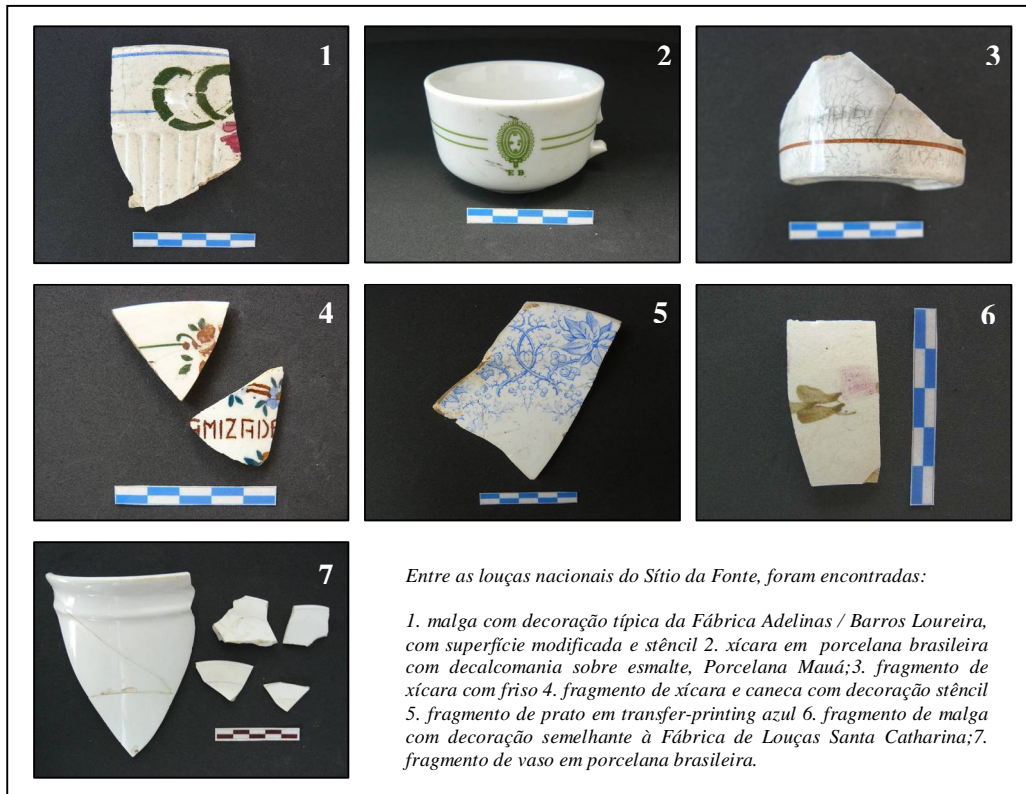 1
2
E B
3
4
AMIZADE
5
6
7
Entre as louças nacionais do Sítio da Fonte, foram encontradas:
1. malga com decoração típica da Fábrica Adelinas / Barros Loureira,
com superfície modificada e stêncil 2. xícara em porcelana brasileira
com decalcomania sobre esmalte, Porcelana Mauá;3. fragmento de
xícara com friso 4. fragmento de xícara e caneca com decoração stêncil
5. fragmento de prato em transfer-printing azul 6. fragmento de malga
com decoração semelhante à Fábrica de Louças Santa Catharina;7.
fragmento de vaso em porcelana brasileira.